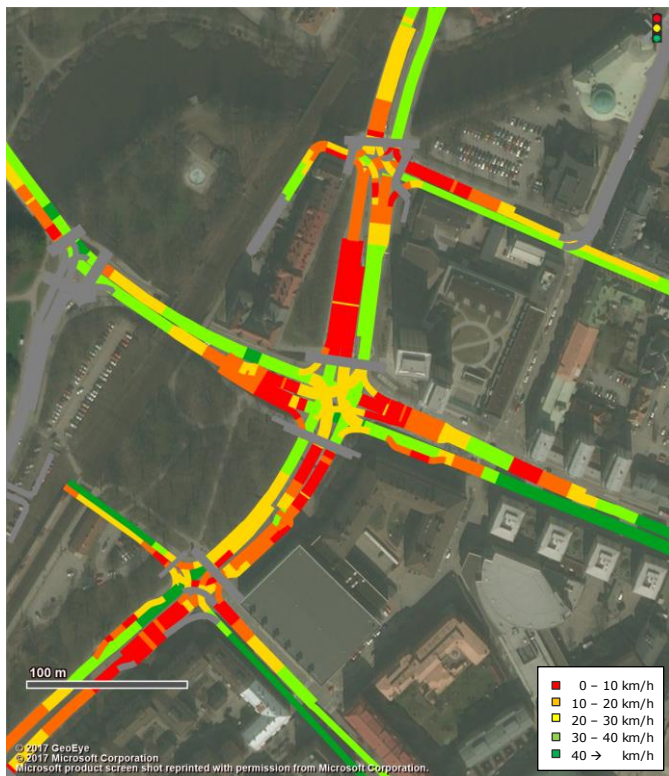 100 m
0 – 10 km/h
10 – 20 km/h
20 – 30 km/h
30 – 40 km/h
40 → km/h
© 2017 GeoEye
© 2017 Microsoft Corporation
Microsoft product screen shot reprinted with permission from Microsoft Corporation.